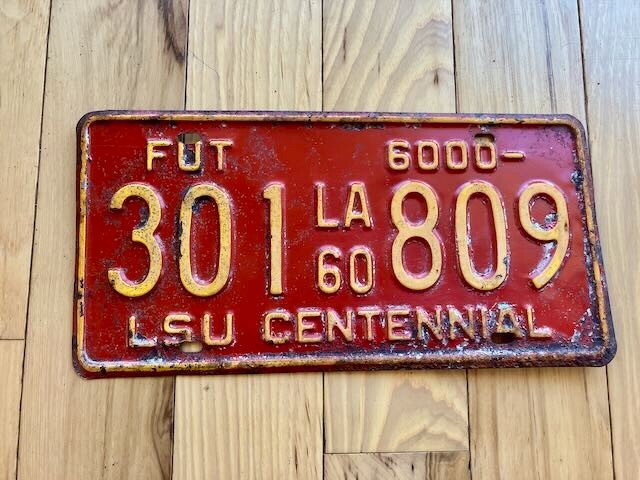 FUT 6000-
301 LA 60 809
LSU CENTENNIAL